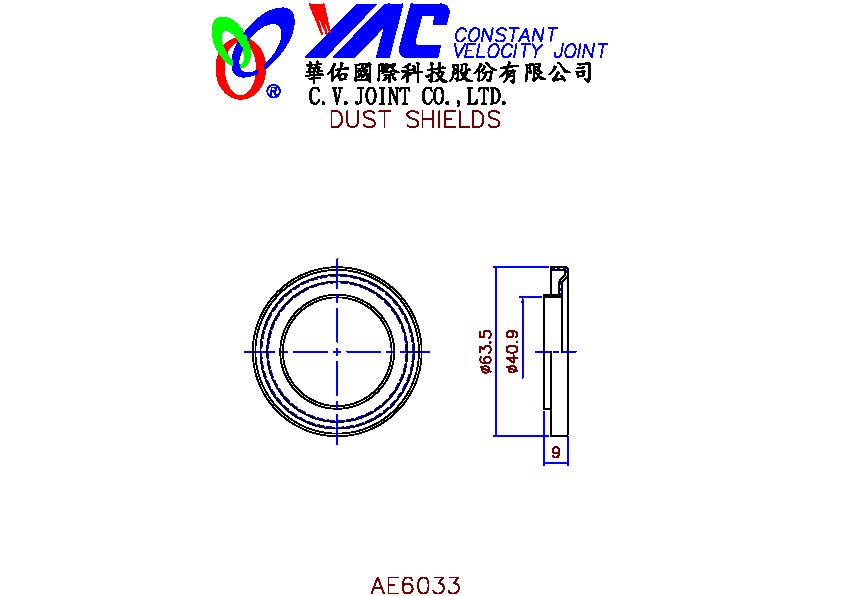 YAC CONSTANT
VELOCITY JOINT
®
華佑國際科技股份有限公司
C.V.JOINT CO.,LTD.
DUST SHIELDS
ø63.5
ø40.9
9
AE6033